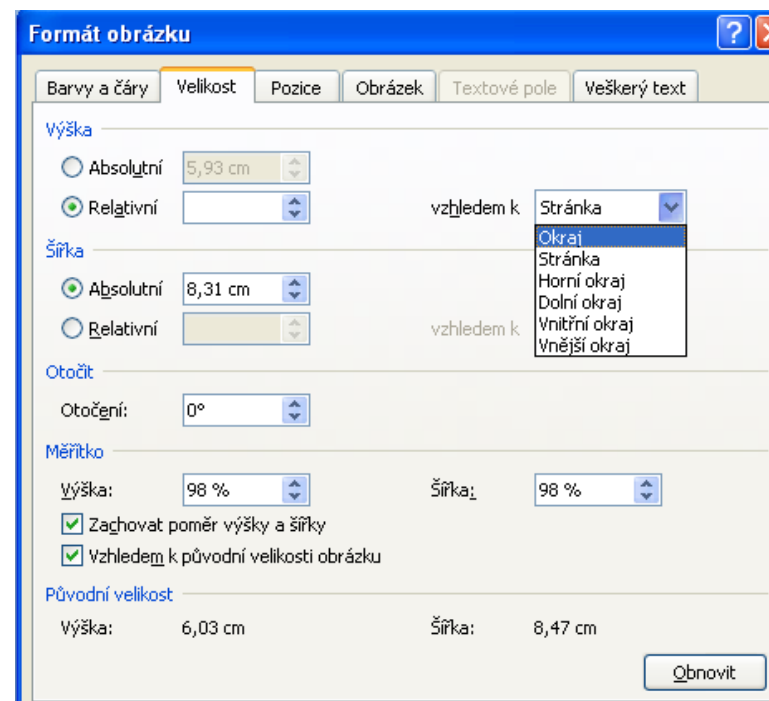 Formát obrázku
Barvy a čáry Velikost Pozice Obrázek Textové pole Veškerý text
Výška
Absolutní 5,93 cm
Relativní vzhledem k Stránka
Okraj
Stránka
Horní okraj
Dolní okraj
Vnitřní okraj
Vnější okraj
Šířka
Absolutní 8,31 cm
Relativní vzhledem k
Otočit
Otočení: 0°
Měřítko
Výška: 98 % Šířka: 98 %
Zachovat poměr výšky a šířky
Vzhledem k původní velikosti obrázku
Původní velikost
Výška: 6,03 cm Šířka: 8,47 cm
Obnovit